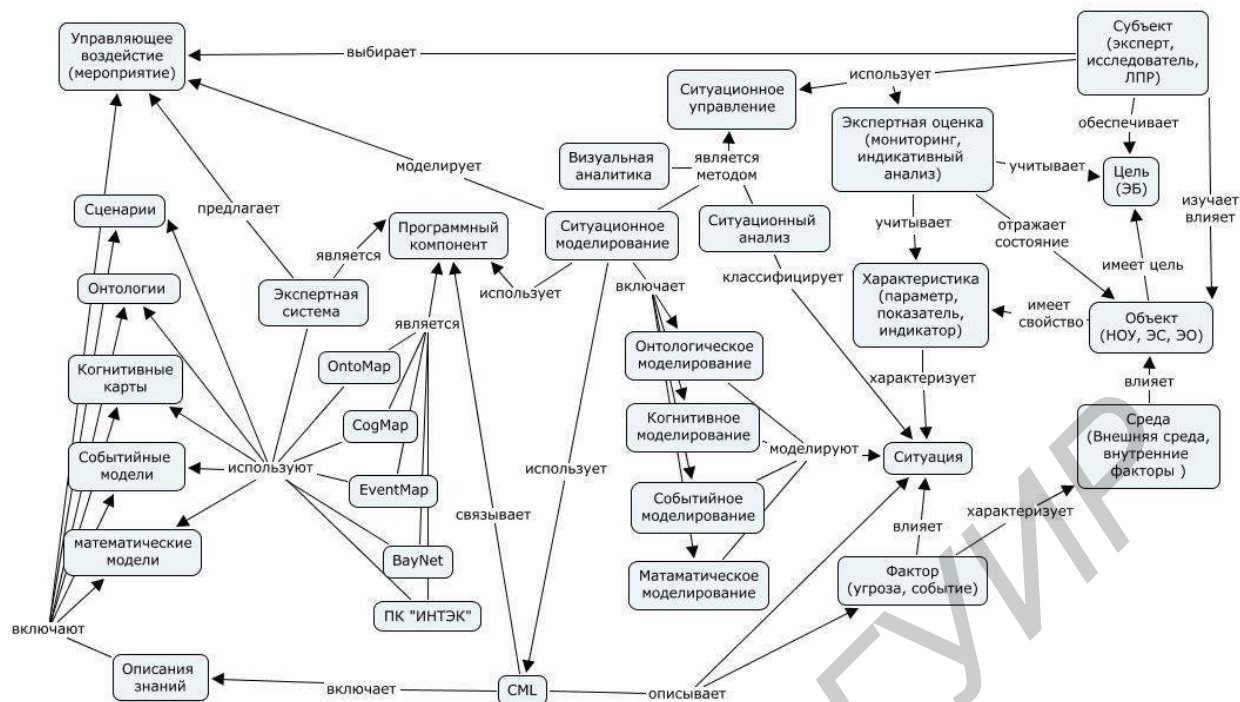 Управляющее
воздейстие
(мероприятие)
выбирает
Субъект
(эксперт,
исследователь,
ЛПР)
использует
Ситуационное
управление
Экспертная оценка
(мониторинг,
индикативный
анализ)
обеспечивает
моделирует
Визуальная
аналитика
является
методом
учитывает
Цель
(ЭБ)
изучает
влияет
Сценарии
предлагает
Программный
компонент
Ситуационное
моделирование
Ситуационный
анализ
учитывает
отражает
состояние
является
классифицирует
имеет цель
Онтологии
Экспертная
система
использует
включает
Характеристика
(параметр,
показатель,
индикатор)
имеет
свойство
Объект
(НОУ, ЭС, ЭО)
является
Онтологическое
моделирование
Когнитивные
карты
OntoMap
характеризует
влияет
CogMap
Когнитивное
моделирование
Среда
(Внешняя среда,
внутренние
факторы )
Событийные
модели
используют
использует
моделируют
Ситуация
EventMap
Событийное
моделирование
связывает
характеризует
влияет
математические
модели
BayNet
Матаматическое
моделирование
Фактор
(угроза, событие)
ПК "ИНТЭК"
включают
Описания
знаний
включает
CML
описывает
ГУИР